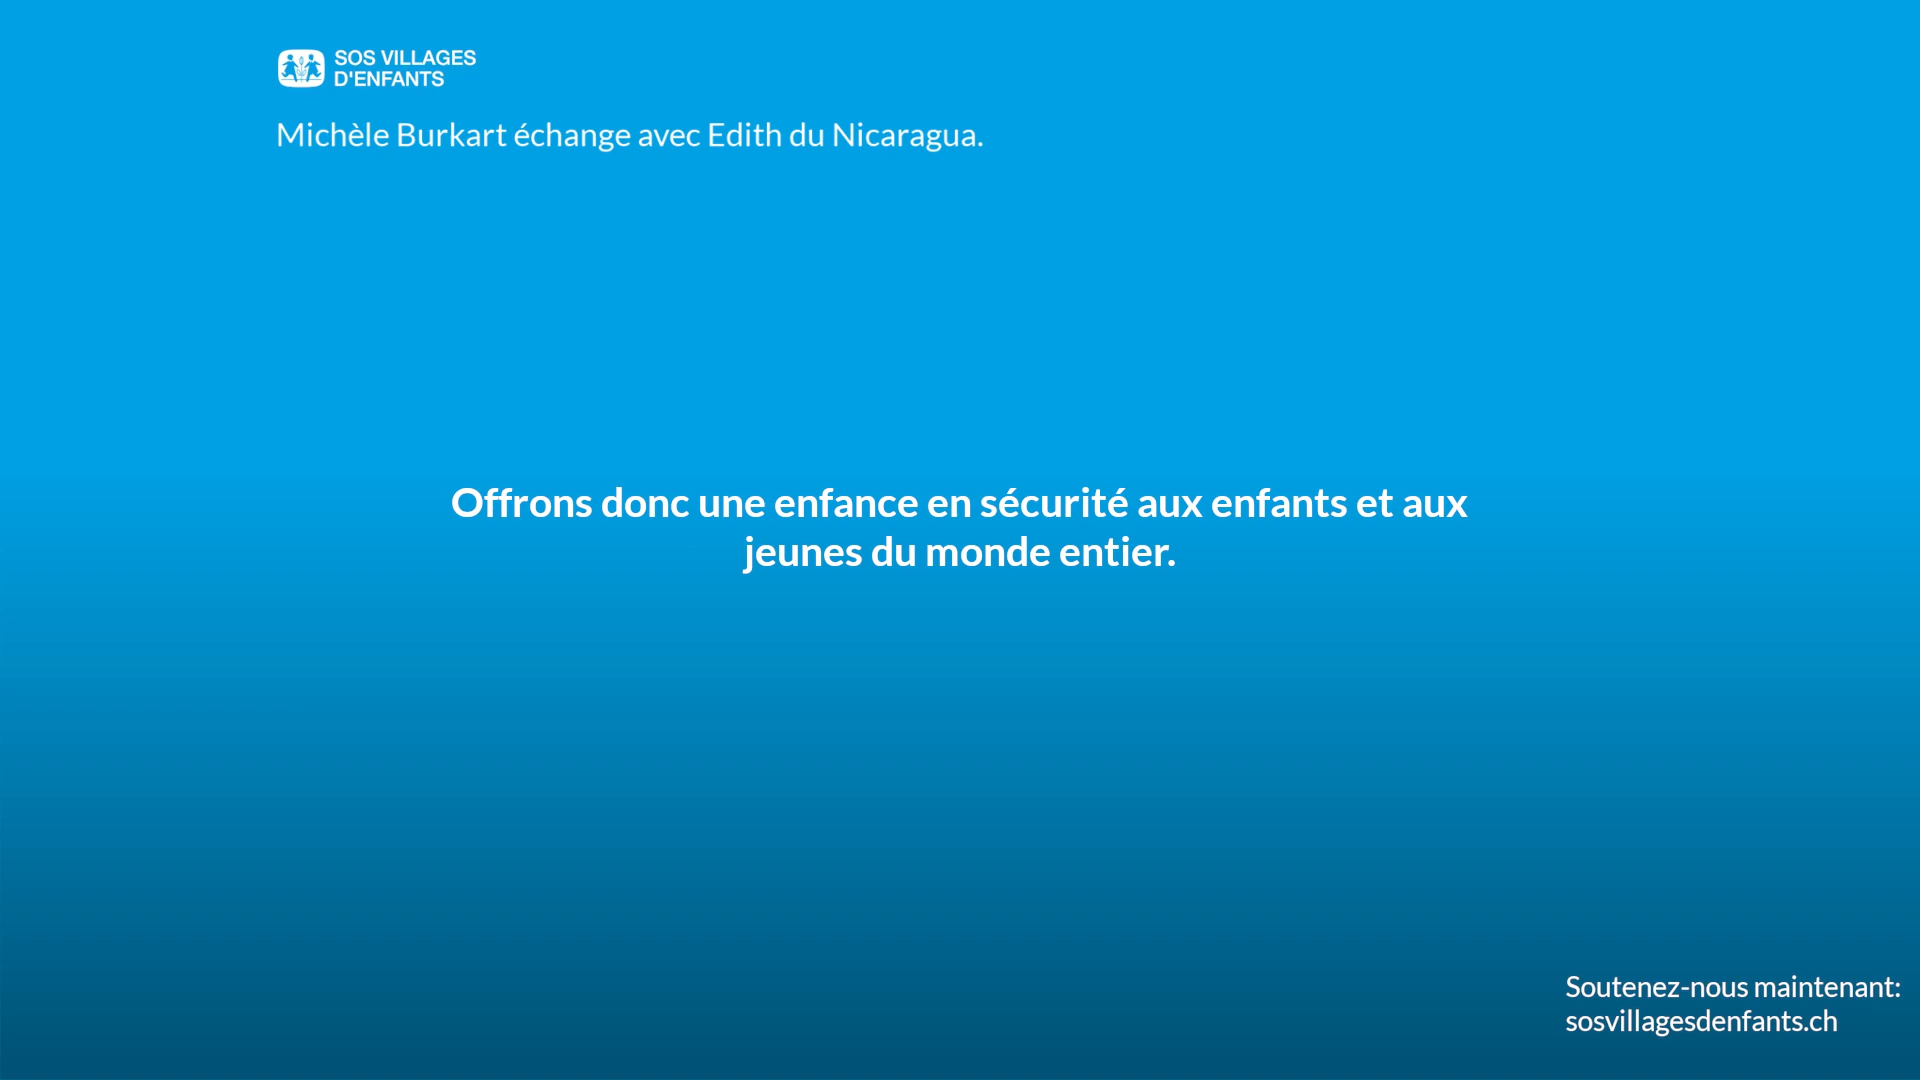 SOS VILLAGES
D'ENFANTS
Michèle Burkart échange avec Edith du Nicaragua.
Offrons donc une enfance en sécurité aux enfants et aux
jeunes du monde entier.
Soutenez-nous maintenant:
sosvillagesdenfants.ch